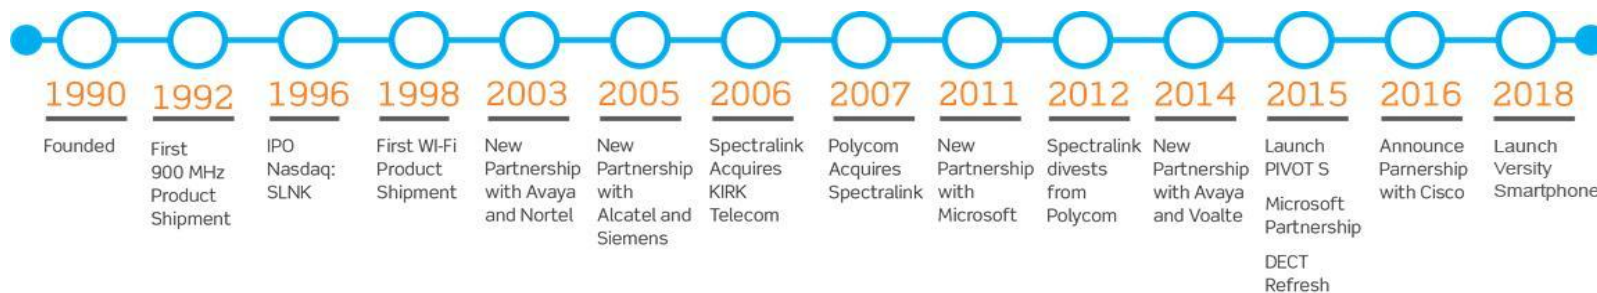 1990
Founded
1992
First
900 MHz
Product
Shipment
1996
IPO
Nasdaq:
SLNK
1998
First WI-Fi
Product
Shipment
2003
New
Partnership
with Avaya
and Nortel
2005
New
Partnership
with
Alcatel and
Siemens
2006
Spectralink
Acquires
KIRK
Telecom
2007
Polycom
Acquires
Spectralink
2011
New
Partnership
with
Microsoft
2012
Spectralink
divests
from
Polycom
2014
New
Partnership
with Avaya
and Voalte
2015
Launch
PIVOT S
Microsoft
Partnership
DECT
Refresh
2016
Announce
Parnership
with Cisco
2018
Launch
Versity
Smartphone